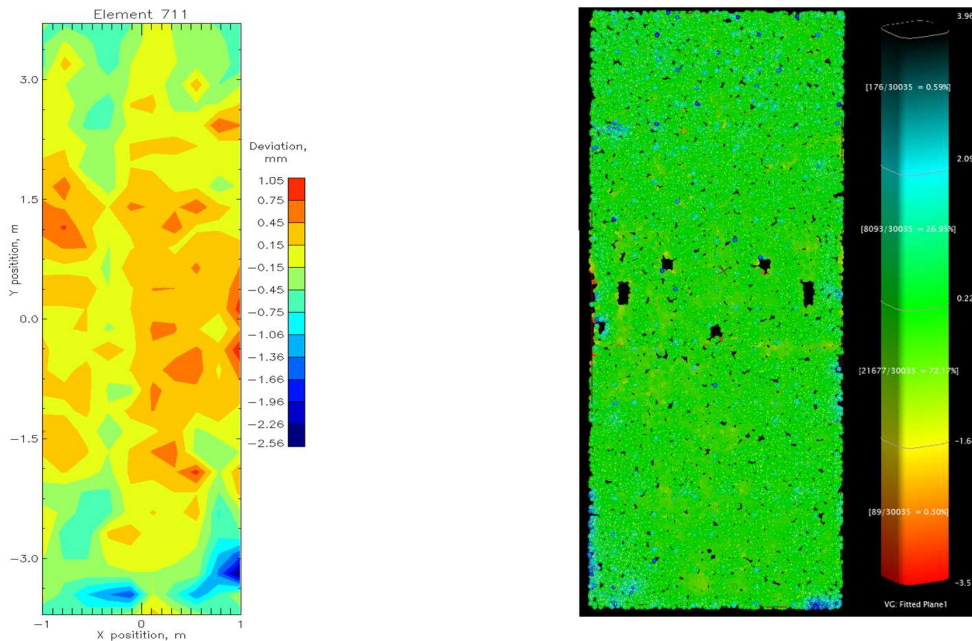 Element 711
3.0
1.5
0.0
−1.5
−3.0
Y positition, m
−1
0
1
X positition, m
Deviation,
mm
1.05
0.75
0.45
0.15
−0.15
−0.45
−0.75
−1.06
−1.36
−1.66
−1.96
−2.26
−2.56
3.96
[176/30035 = 0.59%]
2.09
[8093/30035 = 26.95%]
0.22
[21677/30035 = 72.17%]
−1.6
[89/30035 = 0.30%]
−3.5
VG: Fitted Plane1